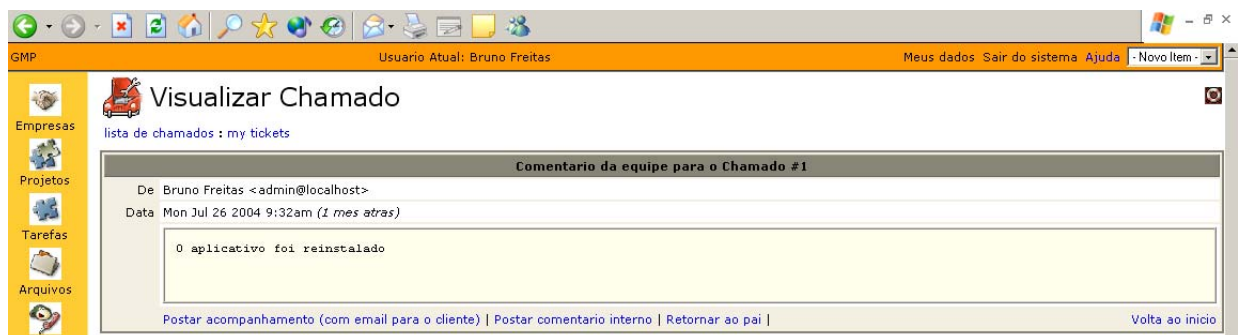 GMP Usuario Atual: Bruno Freitas Meus dados Sair do sistema Ajuda - Novo Item -
Visualizar Chamado
Empresas
lista de chamados : my tickets
Comentario da equipe para o Chamado #1
Projetos
De Bruno Freitas <admin@localhost>
Data Mon Jul 26 2004 9:32am (1 mes atras)
Tarefas
O aplicativo foi reinstalado
Arquivos
Postar acompanhamento (com email para o cliente) | Postar comentario interno | Retornar ao pai | Volta ao inicio